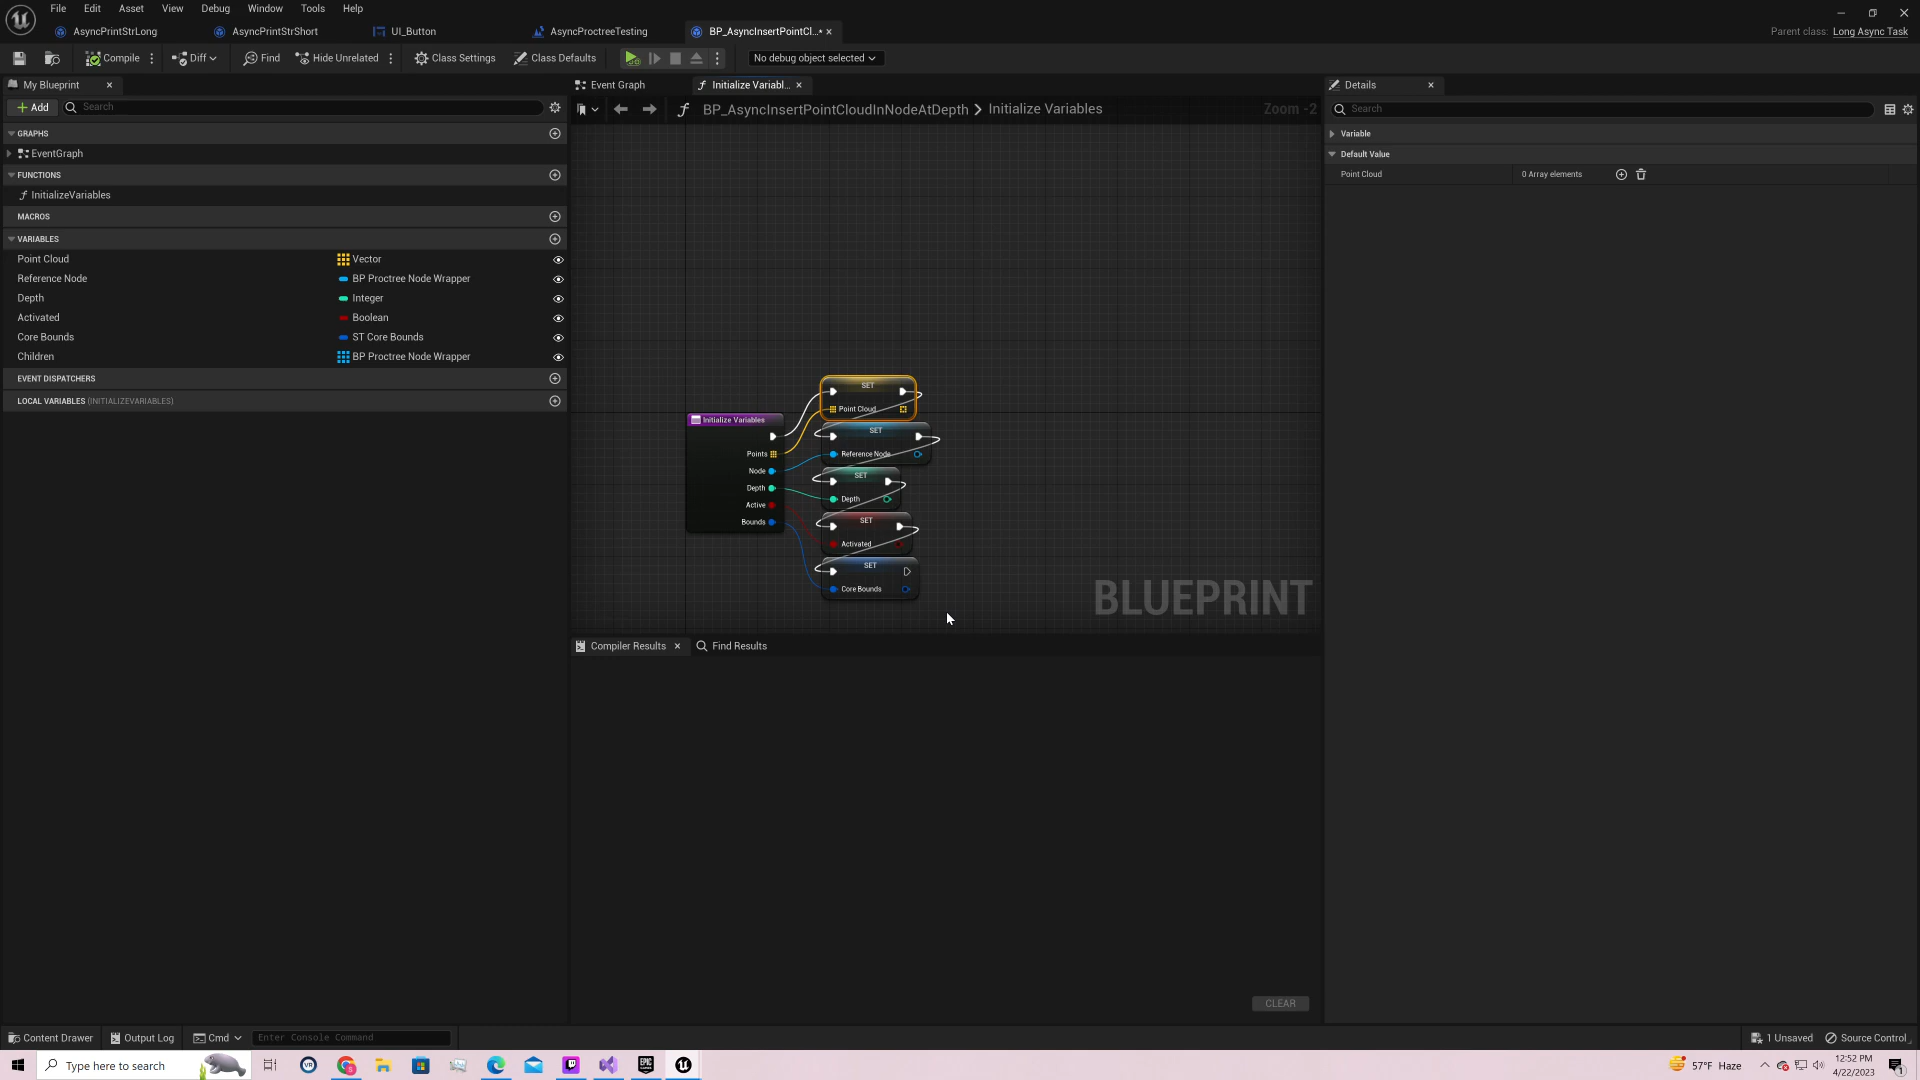 File Edit Asset View Debug Window Tools Help
AsyncPrintStrLong AsyncPrintStrShort UI_Button AsyncProctreeTesting BP_AsyncInsertPointCl...* Parent class: Long Async Task
Compile Diff Find Hide Unrelated Class Settings Class Defaults No debug object selected
My Blueprint Event Graph Initialize Variabl... Details
Add Search BP_AsyncInsertPointCloudInNodeAtDepth > Initialize Variables Zoom -2 Search
GRAPHS Variable
EventGraph Default Value
FUNCTIONS Point Cloud 0 Array elements
InitializeVariables
MACROS
VARIABLES
Point Cloud Vector
Reference Node BP Proctree Node Wrapper
Depth Integer
Activated Boolean
Core Bounds ST Core Bounds
Children BP Proctree Node Wrapper
EVENT DISPATCHERS
LOCAL VARIABLES (INITIALIZEVARIABLES)
Initialize Variables
Points
Node
Depth
Active
Bounds
SET
Point Cloud
SET
Reference Node
SET
Depth
SET
Activated
SET
Core Bounds
BLUEPRINT
Compiler Results Find Results
CLEAR
Content Drawer Output Log Cmd Enter Console Command 1 Unsaved Source Control
Type here to search 57°F Haze 12:52 PM
4/22/2023